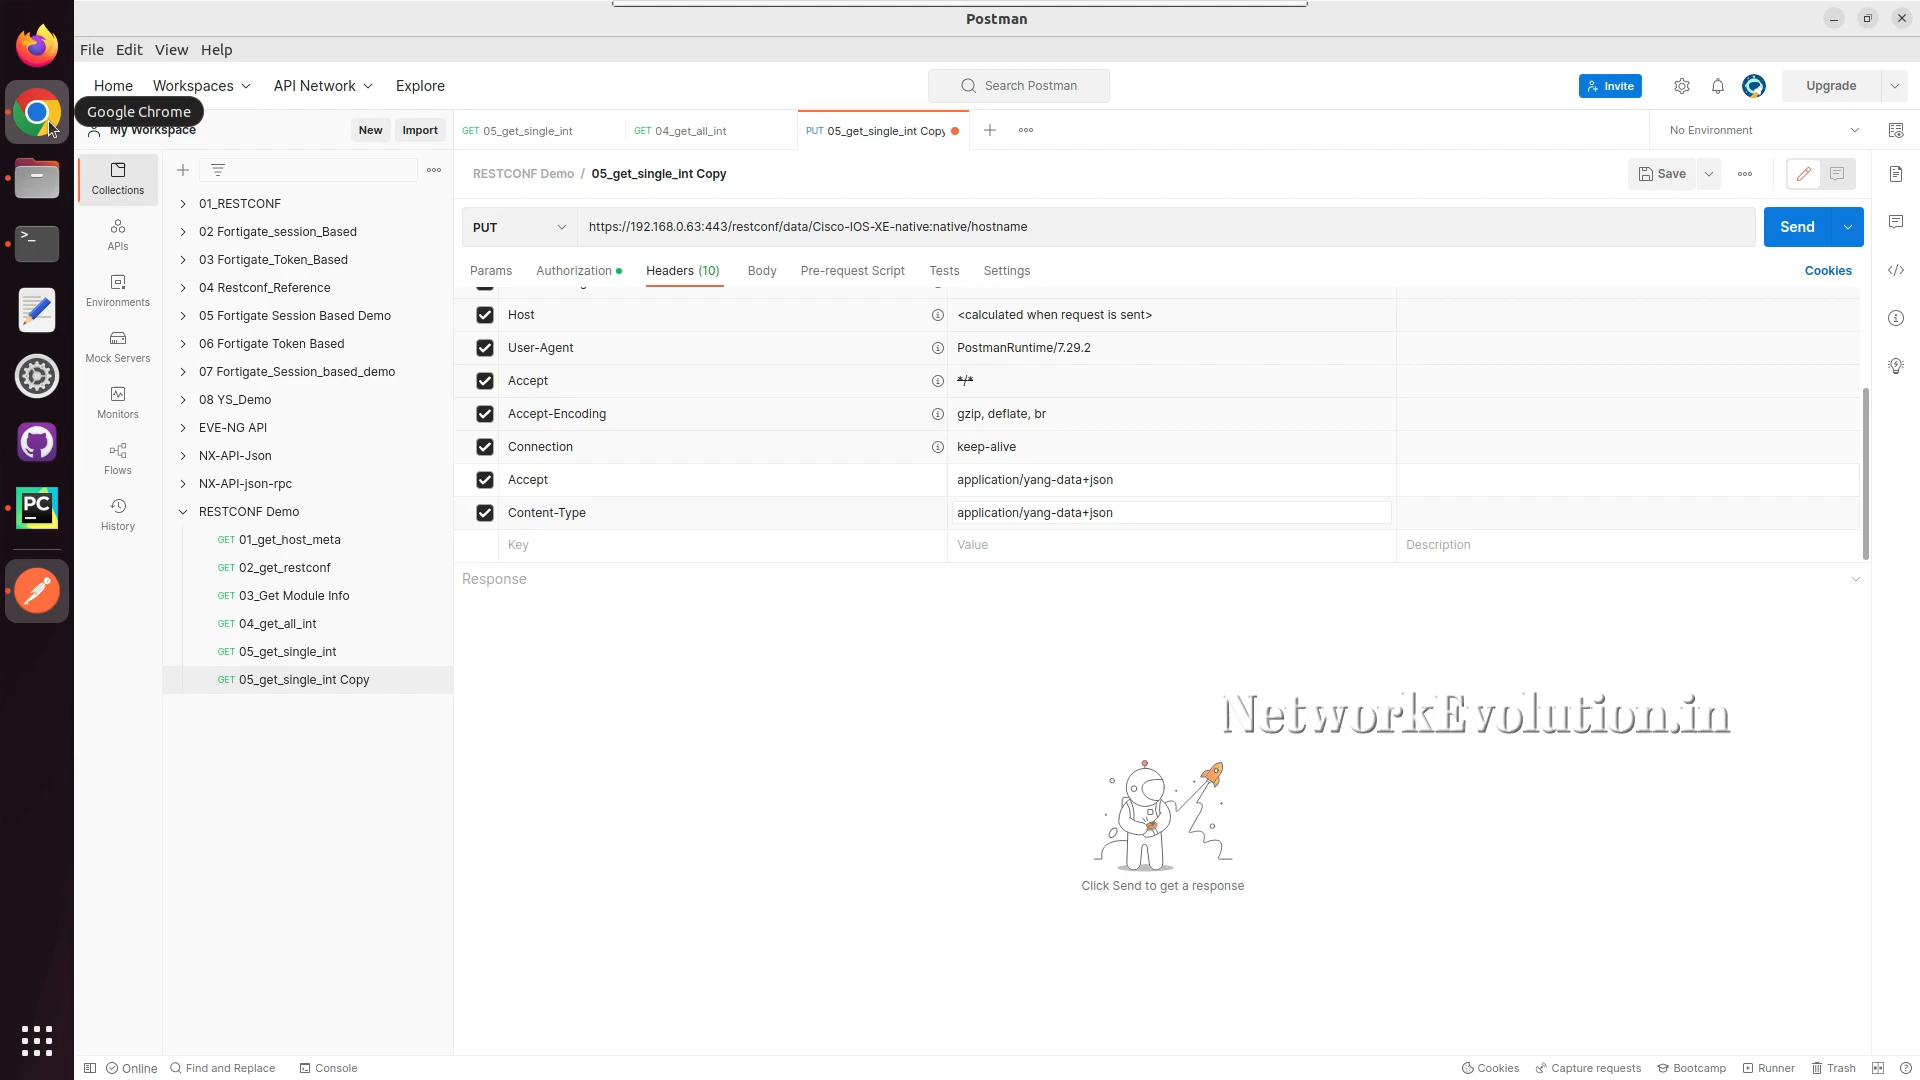 Postman
File Edit View Help
Home Workspaces API Network Explore
Search Postman
Invite
Upgrade
Google Chrome
My Workspace
New Import
GET 05_get_single_int
GET 04_get_all_int
PUT 05_get_single_int Copy
No Environment
Collections
APIs
Environments
Mock Servers
Monitors
Flows
History
01_RESTCONF
02 Fortigate_session_Based
03 Fortigate_Token_Based
04 Restconf_Reference
05 Fortigate Session Based Demo
06 Fortigate Token Based
07 Fortigate_Session_based_demo
08 YS_Demo
EVE-NG API
NX-API-Json
NX-API-json-rpc
RESTCONF Demo
GET 01_get_host_meta
GET 02_get_restconf
GET 03_Get Module Info
GET 04_get_all_int
GET 05_get_single_int
GET 05_get_single_int Copy
RESTCONF Demo / 05_get_single_int Copy
Save
PUT https://192.168.0.63:443/restconf/data/Cisco-IOS-XE-native:native/hostname
Send
Params Authorization Headers (10) Body Pre-request Script Tests Settings
Cookies
Host <calculated when request is sent>
User-Agent PostmanRuntime/7.29.2
Accept */*
Accept-Encoding gzip, deflate, br
Connection keep-alive
Accept application/yang-data+json
Content-Type application/yang-data+json
Key Value Description
Response
NetworkEvolution.in
Click Send to get a response
Online Find and Replace Console
Cookies Capture requests Bootcamp Runner Trash